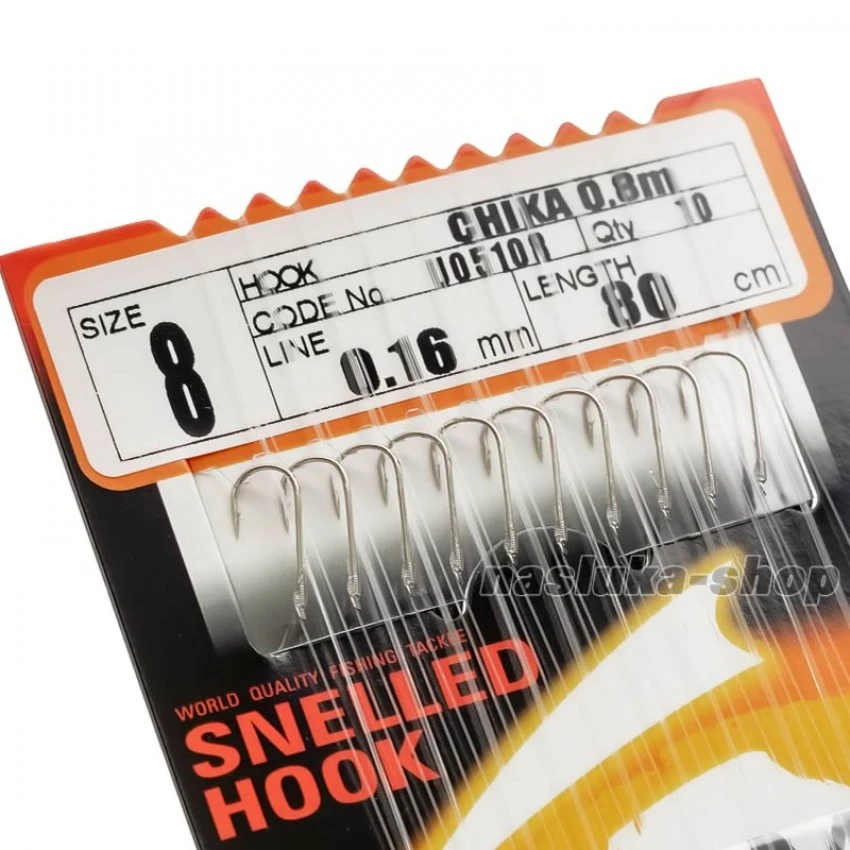 SIZE 8
HOOK CHIKA 0.8m
CODE No. J0510R Qty 10
LINE 0.16 mm LENGTH 80 cm
nasluka-shop
WORLD QUALITY FISHING TACKLE
SNELLED
HOOK